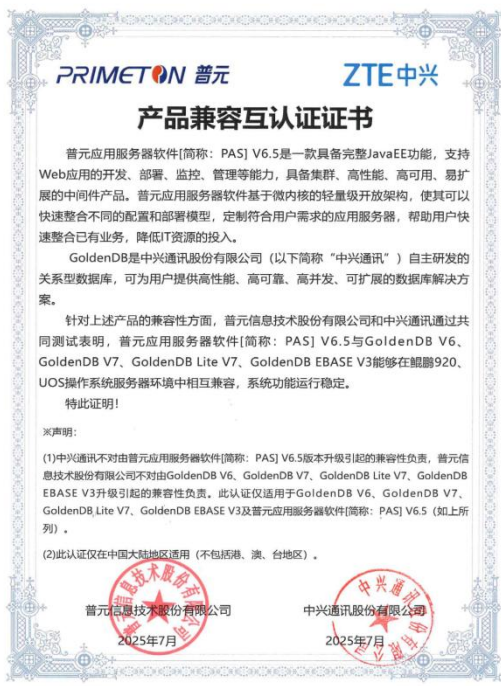 PRIMETON 普元
ZTE中兴
产品兼容互认证证书
普元应用服务器软件[简称：PAS] V6.5是一款具备完整JavaEE功能，支持
Web应用的开发、部署、监控、管理等能力，具备集群、高性能、高可用、易扩
展的中间件产品。普元应用服务器软件基于微内核的轻量级开放架构，使其可以
快速整合不同的配置和部署模型，定制符合用户需求的应用服务器，帮助用户快
速整合已有业务，降低IT资源的投入。
GoldenDB是中兴通讯股份有限公司（以下简称“中兴通讯”）自主研发的
关系型数据库，可为用户提供高性能、高可靠、高并发、可扩展的数据库解决方
案。
针对上述产品的兼容性方面，普元信息技术股份有限公司和中兴通讯通过共
同测试表明，普元应用服务器软件[简称：PAS] V6.5与GoldenDB V6、
GoldenDB V7、GoldenDB Lite V7、GoldenDB EBASE V3能够在鲲鹏920、
UOS操作系统服务器环境中相互兼容，系统功能运行稳定。
特此证明！
※声明：
(1)中兴通讯不对由普元应用服务器软件[简称：PAS] V6.5版本升级引起的兼容性负责，普元信
息技术股份有限公司不对由GoldenDB V6、GoldenDB V7、GoldenDB Lite V7、GoldenDB
EBASE V3升级引起的兼容性负责。此认证仅适用于GoldenDB V6、GoldenDB V7、
GoldenDB Lite V7、GoldenDB EBASE V3及普元应用服务器软件[简称：PAS] V6.5（如上所
列）。
(2)此认证仅在中国大陆地区适用（不包括港、澳、台地区）。
普元信息技术股份有限公司
中兴通讯股份有限公司
2025年7月
2025年7月
普元信息技术股份有限公司
中兴通讯股份有限公司